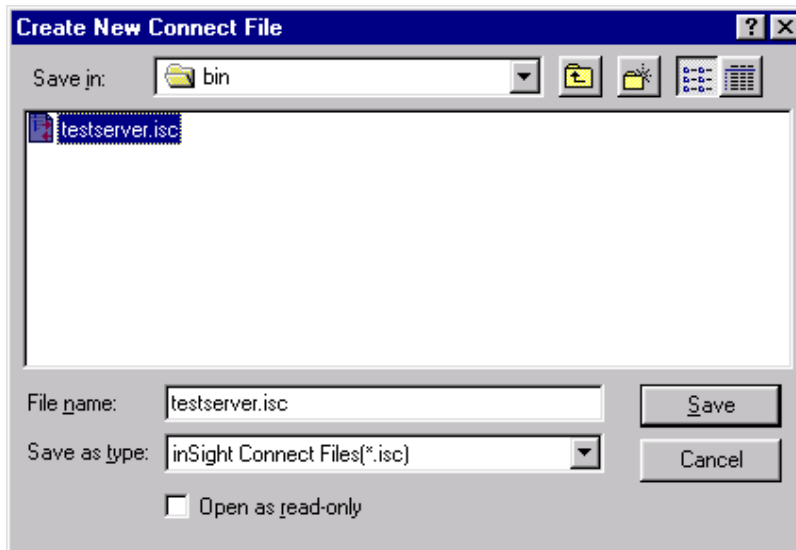 Create New Connect File
Save in: bin
testserver.isc
File name: testserver.isc Save
Save as type: inSight Connect Files(*.isc) Cancel
Open as read-only